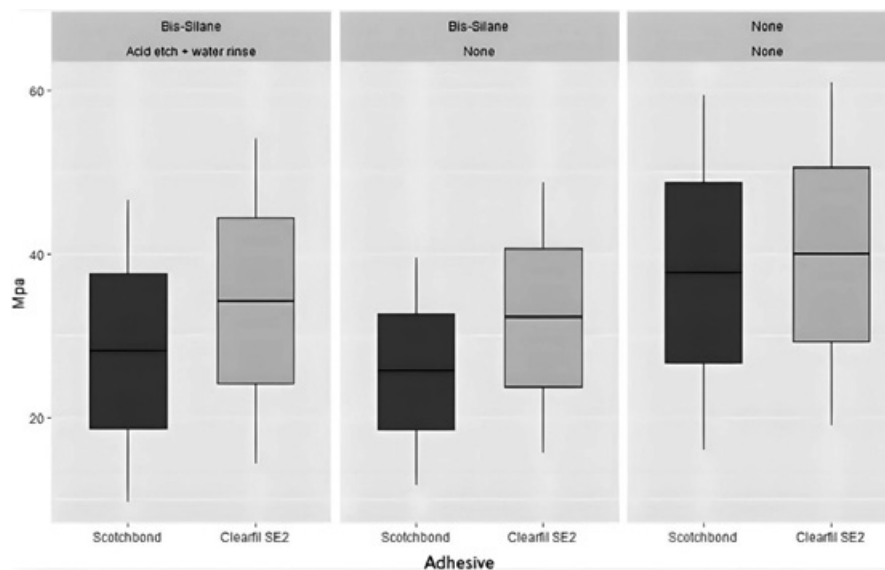 Bis-Silane
Acid etch + water rinse
Bis-Silane
None
None
None
60
40
20
Mpa
Scotchbond
Clearfil SE2
Scotchbond
Clearfil SE2
Scotchbond
Clearfil SE2
Adhesive